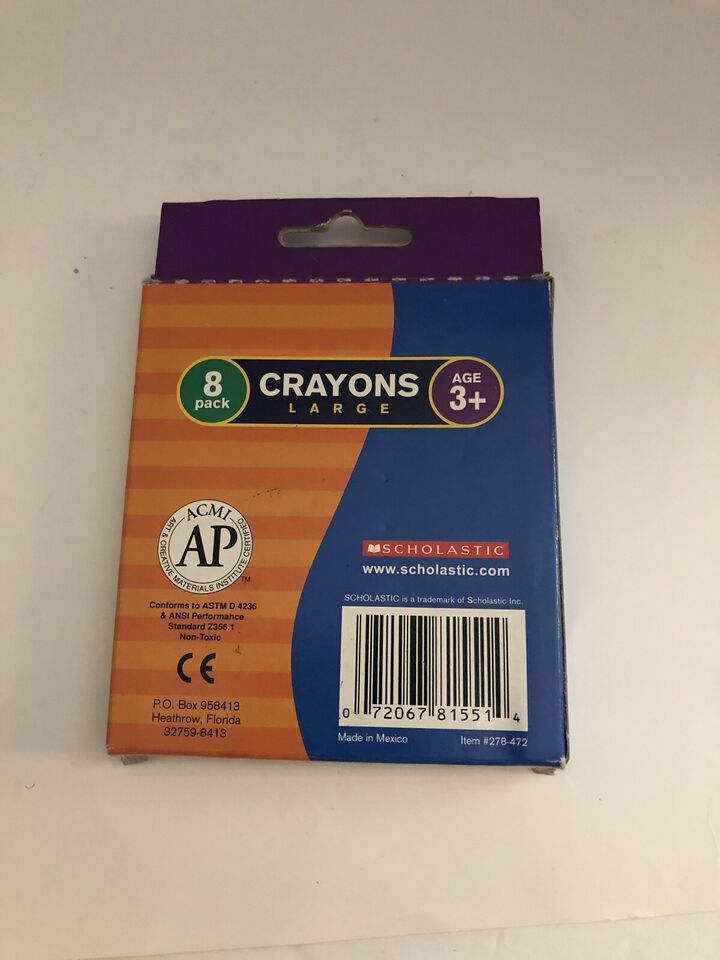 8
pack
CRAYONS
LARGE
AGE
3+
ACMI
AP
ART & CREATIVE MATERIALS INSTITUTE CERTIFIED
TM
Conforms to ASTM D 4236
& ANSI Performance
Standard Z356.1
Non-Toxic
CE
P.O. Box 958413
Heathrow, Florida
32759-8413
SCHOLASTIC
www.scholastic.com
SCHOLASTIC is a trademark of Scholastic Inc.
0 72067 81551 4
Made in Mexico Item #278-472